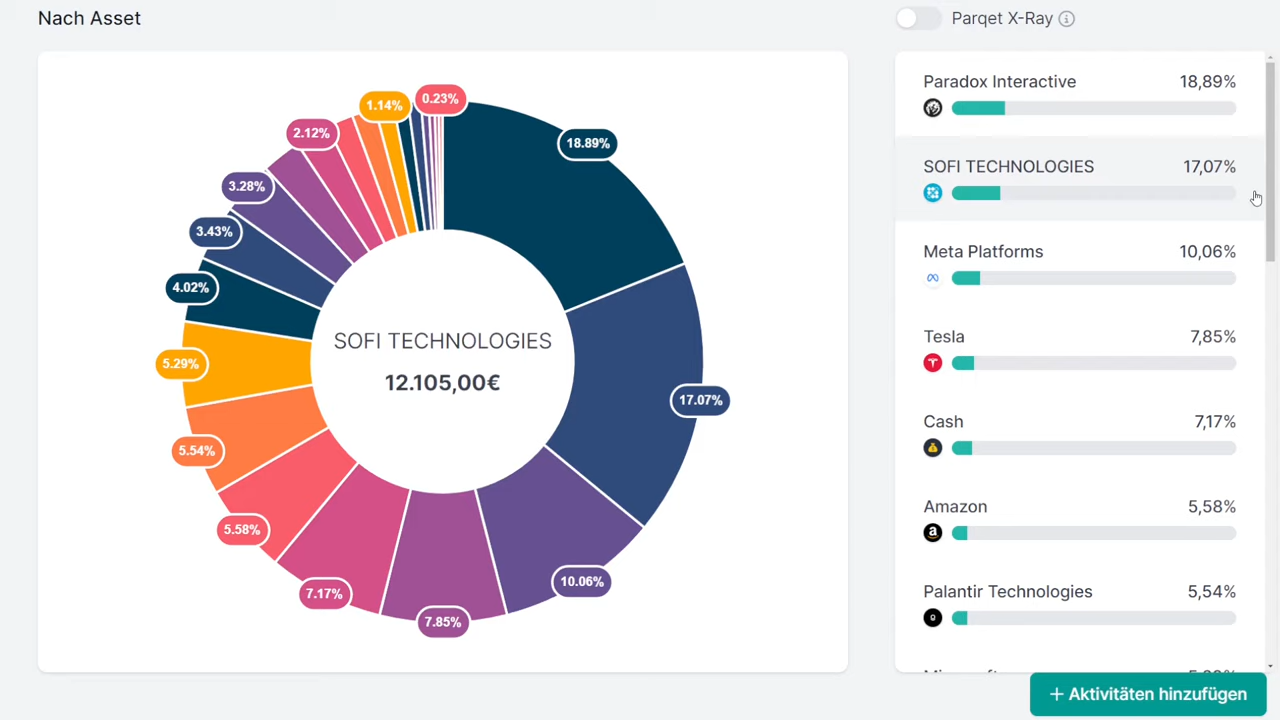 Nach Asset
Parqet X-Ray
0.23%
1.14%
2.12%
18.89%
3.28%
3.43%
4.02%
SOFI TECHNOLOGIES
12.105,00€
5.29%
17.07%
5.54%
5.58%
10.06%
7.17%
7.85%
Paradox Interactive 18,89%
SOFI TECHNOLOGIES 17,07%
Meta Platforms 10,06%
Tesla 7,85%
Cash 7,17%
Amazon 5,58%
Palantir Technologies 5,54%
+ Aktivitäten hinzufügen